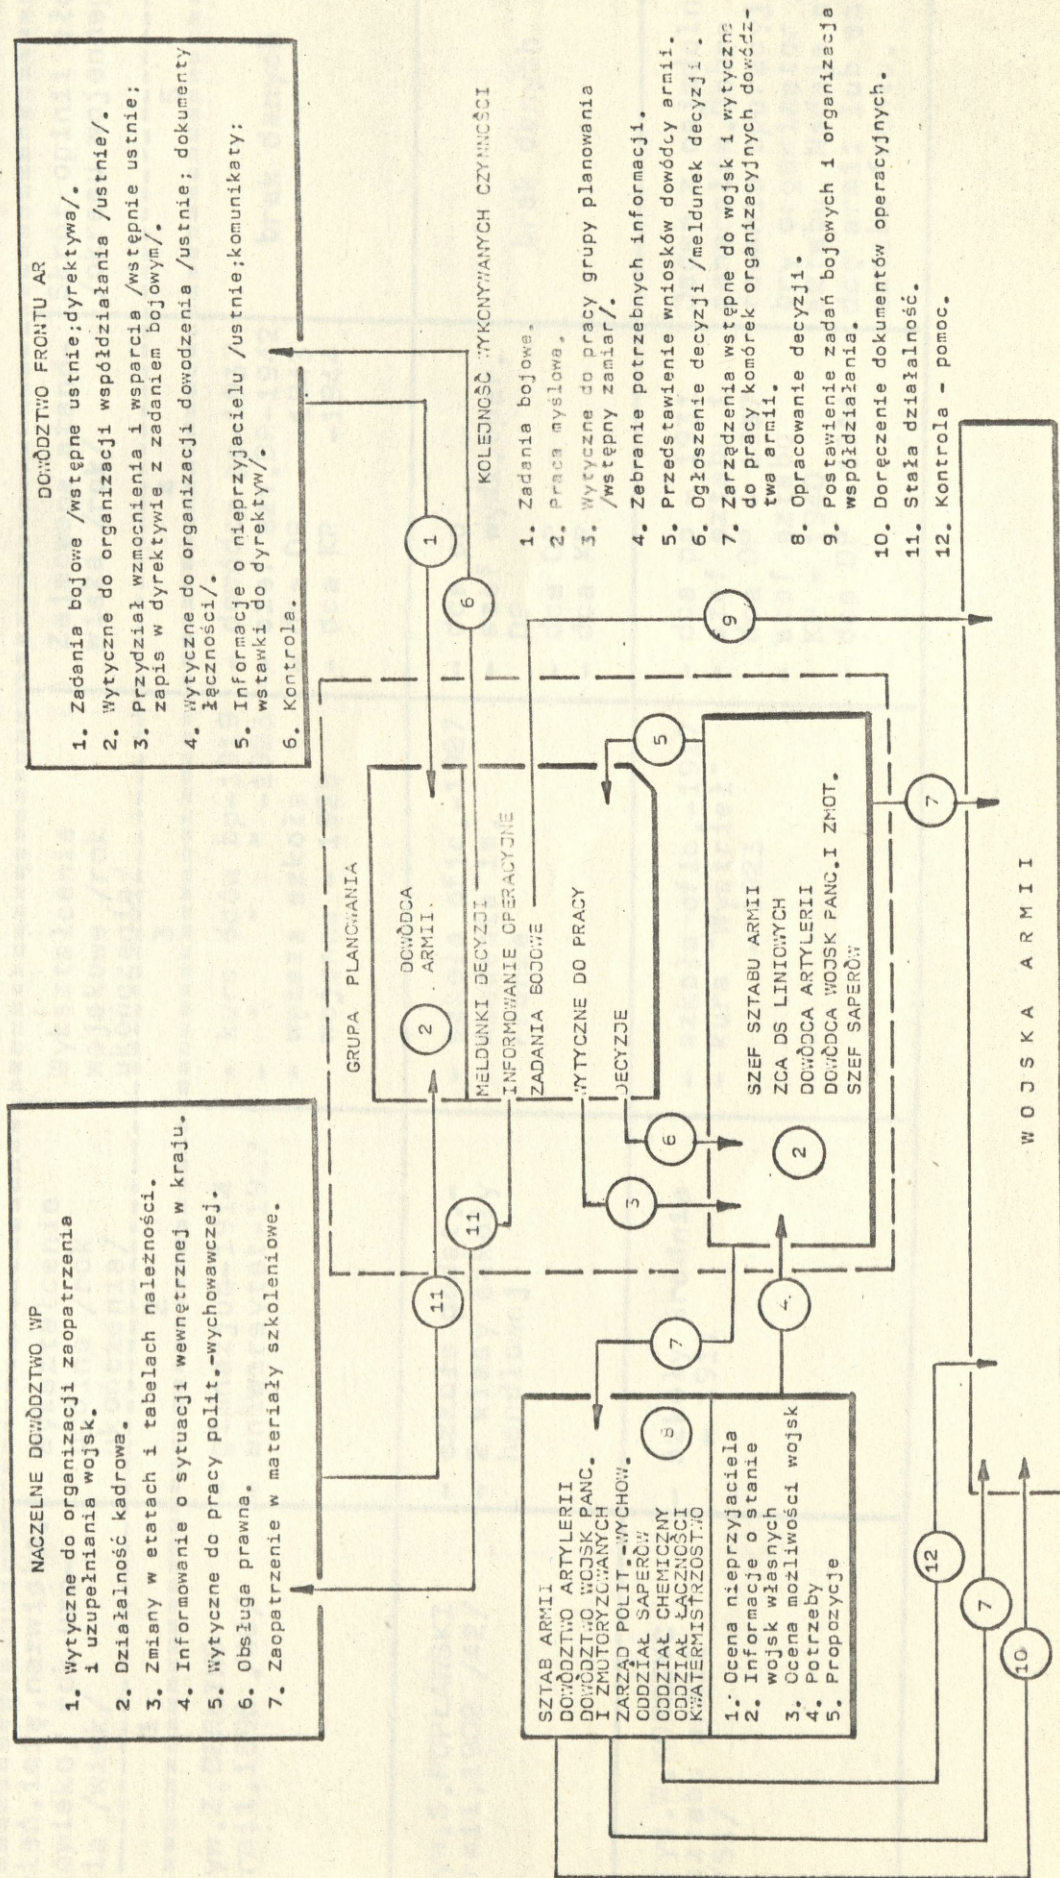 NACZELNE DOWÓDZTWO WP
1. Wytyczne do organizacji zaopatrzenia
i uzupełniania wojsk.
2. Działalność kadrowa.
3. Zmiany w etatach i tabelach należności.
4. Informowanie o sytuacji wewnętrznej w kraju.
5. Wytyczne do pracy polit.-wychowawczej.
6. Obsługa prawna.
7. Zaopatrzenie w materiały szkoleniowe.
DOWÓDZTWO FRONTU AR
1. Zadania bojowe /wstępne ustnie;dyrektywa/.
2. Wytyczne do organizacji współdziałania /ustnie/.
3. Przydział wzmocnienia i wsparcia /wstępnie ustnie;
zapis w dyrektywie z zadaniem bojowym/.
4. Wytyczne do organizacji dowodzenia /ustnie; dokumenty
łączności/.
5. Informacje o nieprzyjacielu /ustnie;komunikaty;
wstawki do dyrektyw/.
6. Kontrola.
11
11
1
6
GRUPA PLANOWANIA
2
DOWÓDCA
ARMII.
MELDUNKI DECYZJI
INFORMOWANIE OPERACYJNE
ZADANIA BOJOWE
WYTYCZNE DO PRACY
DECYZJE
3
6
5
9
KOLEJNOŚĆ WYKONYWANYCH CZYNNOŚCI
1. Zadania bojowe.
2. Praca myślowa.
3. Wytyczne do pracy grupy planowania
/wstępny zamiar/.
4. Zebranie potrzebnych informacji.
5. Przedstawienie wniosków dowódcy armii.
6. Ogłoszenie decyzji /meldunek decyzji/.
7. Zarządzenia wstępne do wojsk i wytyczne
do pracy komórek organizacyjnych dowódz-
twa armii.
8. Opracowanie decyzji.
9. Postawienie zadań bojowych i organizacja
współdziałania.
10. Doręczenie dokumentów operacyjnych.
11. Stała działalność.
12. Kontrola - pomoc.
SZTAB ARMII
DOWÓDZTWO ARTYLERII
DOWÓDZTWO WOJSK PANC.
I ZMOTORYZOWANYCH
ZARZĄD POLIT.-WYCHOW.
ODDZIAŁ SAPERÓW
ODDZIAŁ CHEMICZNY
ODDZIAŁ ŁĄCZNOŚCI
KWATERMISTRZOSTWO
8
1. Ocena nieprzyjaciela
2. Informacje o stanie
wojsk własnych
3. Ocena możliwości wojsk
4. Potrzeby
5. Propozycje
7
4
2
SZEF SZTABU ARMII
ZCA DS LINIOWYCH
DOWÓDCA ARTYLERII
DOWÓDCA WOJSK PANC.I ZMOT.
SZEF SAPERÓW
7
12
7
10
WOJSKA ARMII